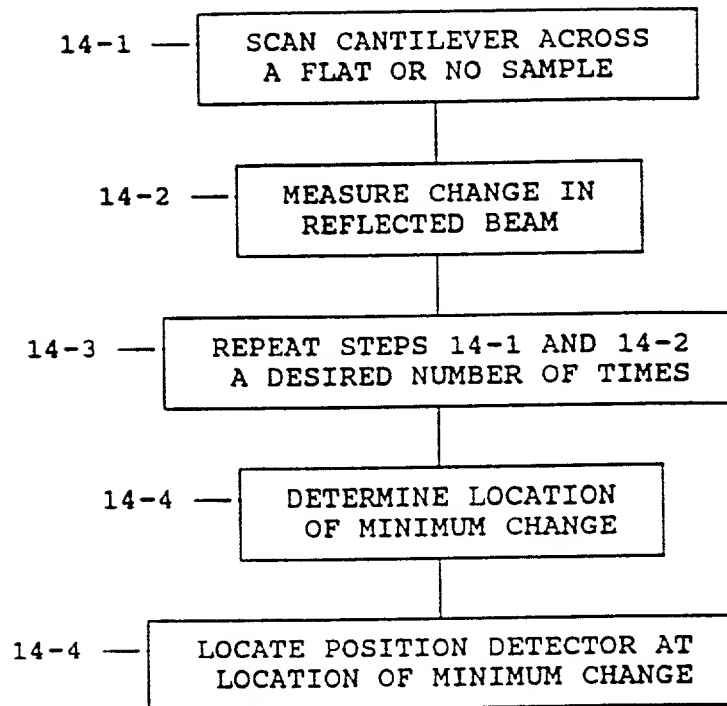 14-1 — SCAN CANTILEVER ACROSS
A FLAT OR NO SAMPLE
14-2 — MEASURE CHANGE IN
REFLECTED BEAM
14-3 — REPEAT STEPS 14-1 AND 14-2
A DESIRED NUMBER OF TIMES
14-4 — DETERMINE LOCATION
OF MINIMUM CHANGE
14-4 — LOCATE POSITION DETECTOR AT
LOCATION OF MINIMUM CHANGE